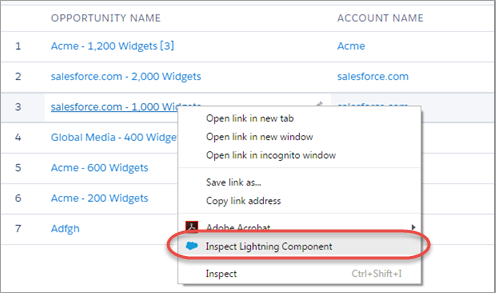 OPPORTUNITY NAME ACCOUNT NAME
1 Acme - 1,200 Widgets [3] Acme
2 salesforce.com - 2,000 Widgets salesforce.com
3 salesforce.com - 1,000 Widgets salesforce.com
Open link in new tab
Open link in new window
4 Global Media - 400 Widg
Open link in incognito window
5 Acme - 600 Widgets
Save link as...
6 Acme - 200 Widgets
Copy link address
7 Adfgh
Adobe Acrobat
Inspect Lightning Component
Inspect Ctrl+Shift+I